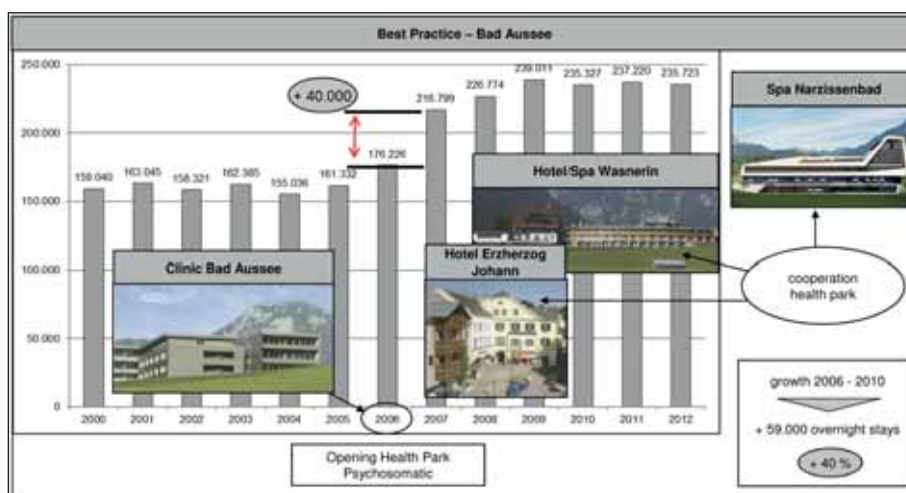 Best Practice – Bad Aussee
250.000
200.000
150.000
100.000
50.000
0
159.040
163.045
158.321
162.365
155.036
161.332
176.226
216.799
226.774
239.011
235.327
237.220
235.723
+ 40.000
Spa Narzissenbad
Hotel/Spa Wasnerin
Hotel Erzherzog
Johann
Clinic Bad Aussee
cooperation
health park
2000 2001 2002 2003 2004 2005 2006 2007 2008 2009 2010 2011 2012
Opening Health Park
Psychosomatic
growth 2006 - 2010
+ 59.000 overnight stays
+ 40 %